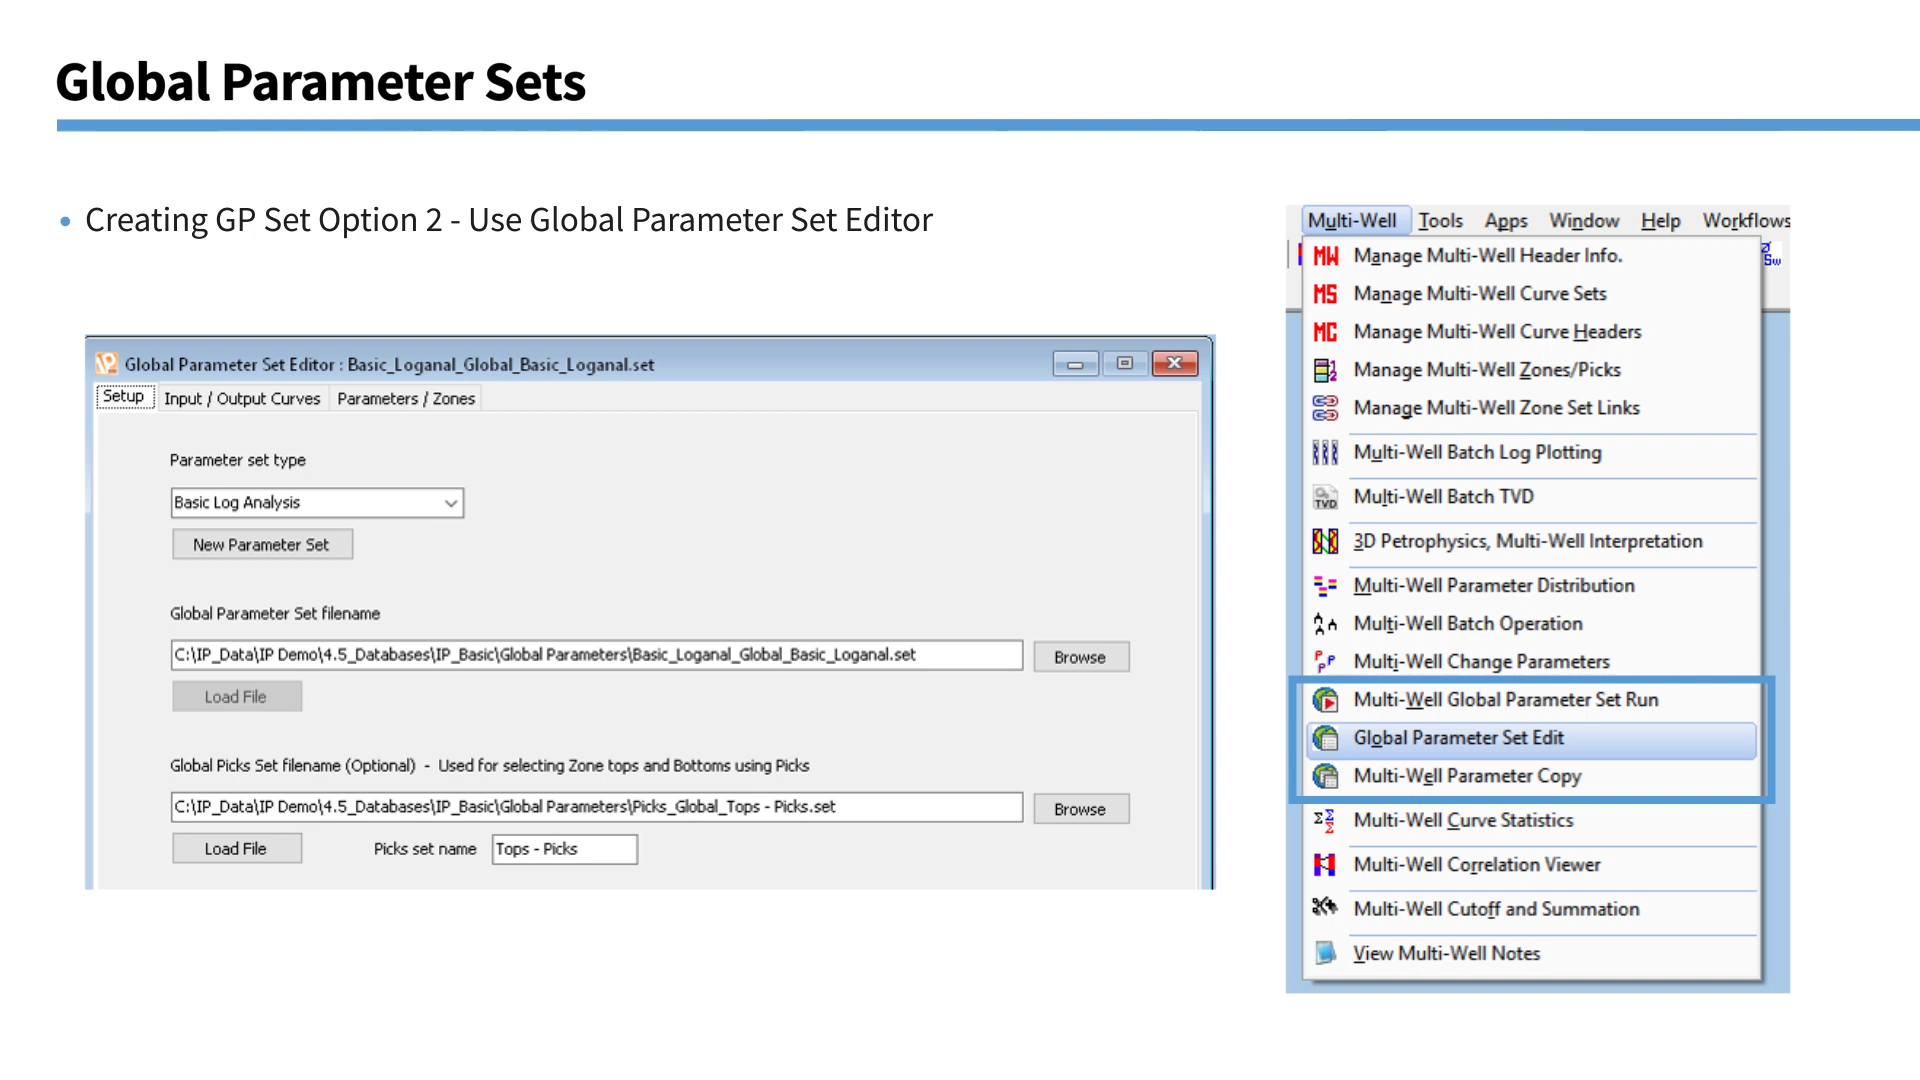 Global Parameter Sets
• Creating GP Set Option 2 - Use Global Parameter Set Editor
Global Parameter Set Editor : Basic_Loganal_Global_Basic_Loganal.set
Setup Input / Output Curves Parameters / Zones
Parameter set type
Basic Log Analysis
New Parameter Set
Global Parameter Set filename
C:\IP_Data\IP Demo\4.5_Databases\IP_Basic\Global Parameters\Basic_Loganal_Global_Basic_Loganal.set Browse
Load File
Global Picks Set filename (Optional) - Used for selecting Zone tops and Bottoms using Picks
C:\IP_Data\IP Demo\4.5_Databases\IP_Basic\Global Parameters\Picks_Global_Tops - Picks.set Browse
Load File Picks set name Tops - Picks
Multi-Well Tools Apps Window Help Workflows
MW Manage Multi-Well Header Info.
MS Manage Multi-Well Curve Sets
MC Manage Multi-Well Curve Headers
Manage Multi-Well Zones/Picks
Manage Multi-Well Zone Set Links
Multi-Well Batch Log Plotting
TVD Multi-Well Batch TVD
3D Petrophysics, Multi-Well Interpretation
Multi-Well Parameter Distribution
Multi-Well Batch Operation
Multi-Well Change Parameters
Multi-Well Global Parameter Set Run
Global Parameter Set Edit
Multi-Well Parameter Copy
Multi-Well Curve Statistics
Multi-Well Correlation Viewer
Multi-Well Cutoff and Summation
View Multi-Well Notes